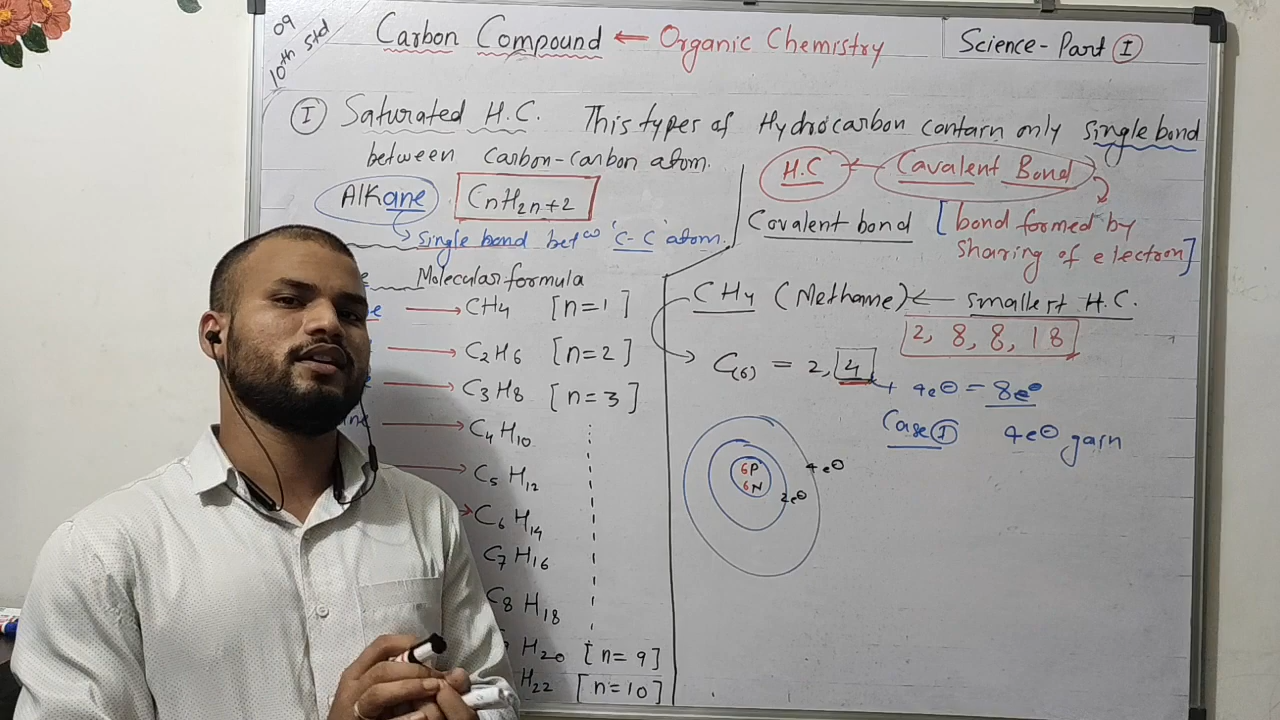 09
10th std
Carbon Compound ← Organic Chemistry
Science-Part I
I Saturated H.C. This types of Hydrocarbon contain only single bond
between Carbon-carbon atom.
H.C ← Cavalent Bond
Alkane CnH2n+2
Single bond betn 'C-C' atom.
Covalent bond [bond formed by
sharing of electron]
Molecular formula
CH4 (Methane) ← smallest H.C.
2, 8, 8, 18
→ CH4 [n=1]
→ C2H6 [n=2]
→ C3H8 [n=3]
→ C4H10
→ C5H12
→ C6H14
C7H16
C8H18
H20 [n=9]
H22 [n=10]
→ C(6) = 2, 4
+ 4e⊖ = 8e⊖
Case I 4e⊖ gain
6P
6N
4e⊖
2e⊖